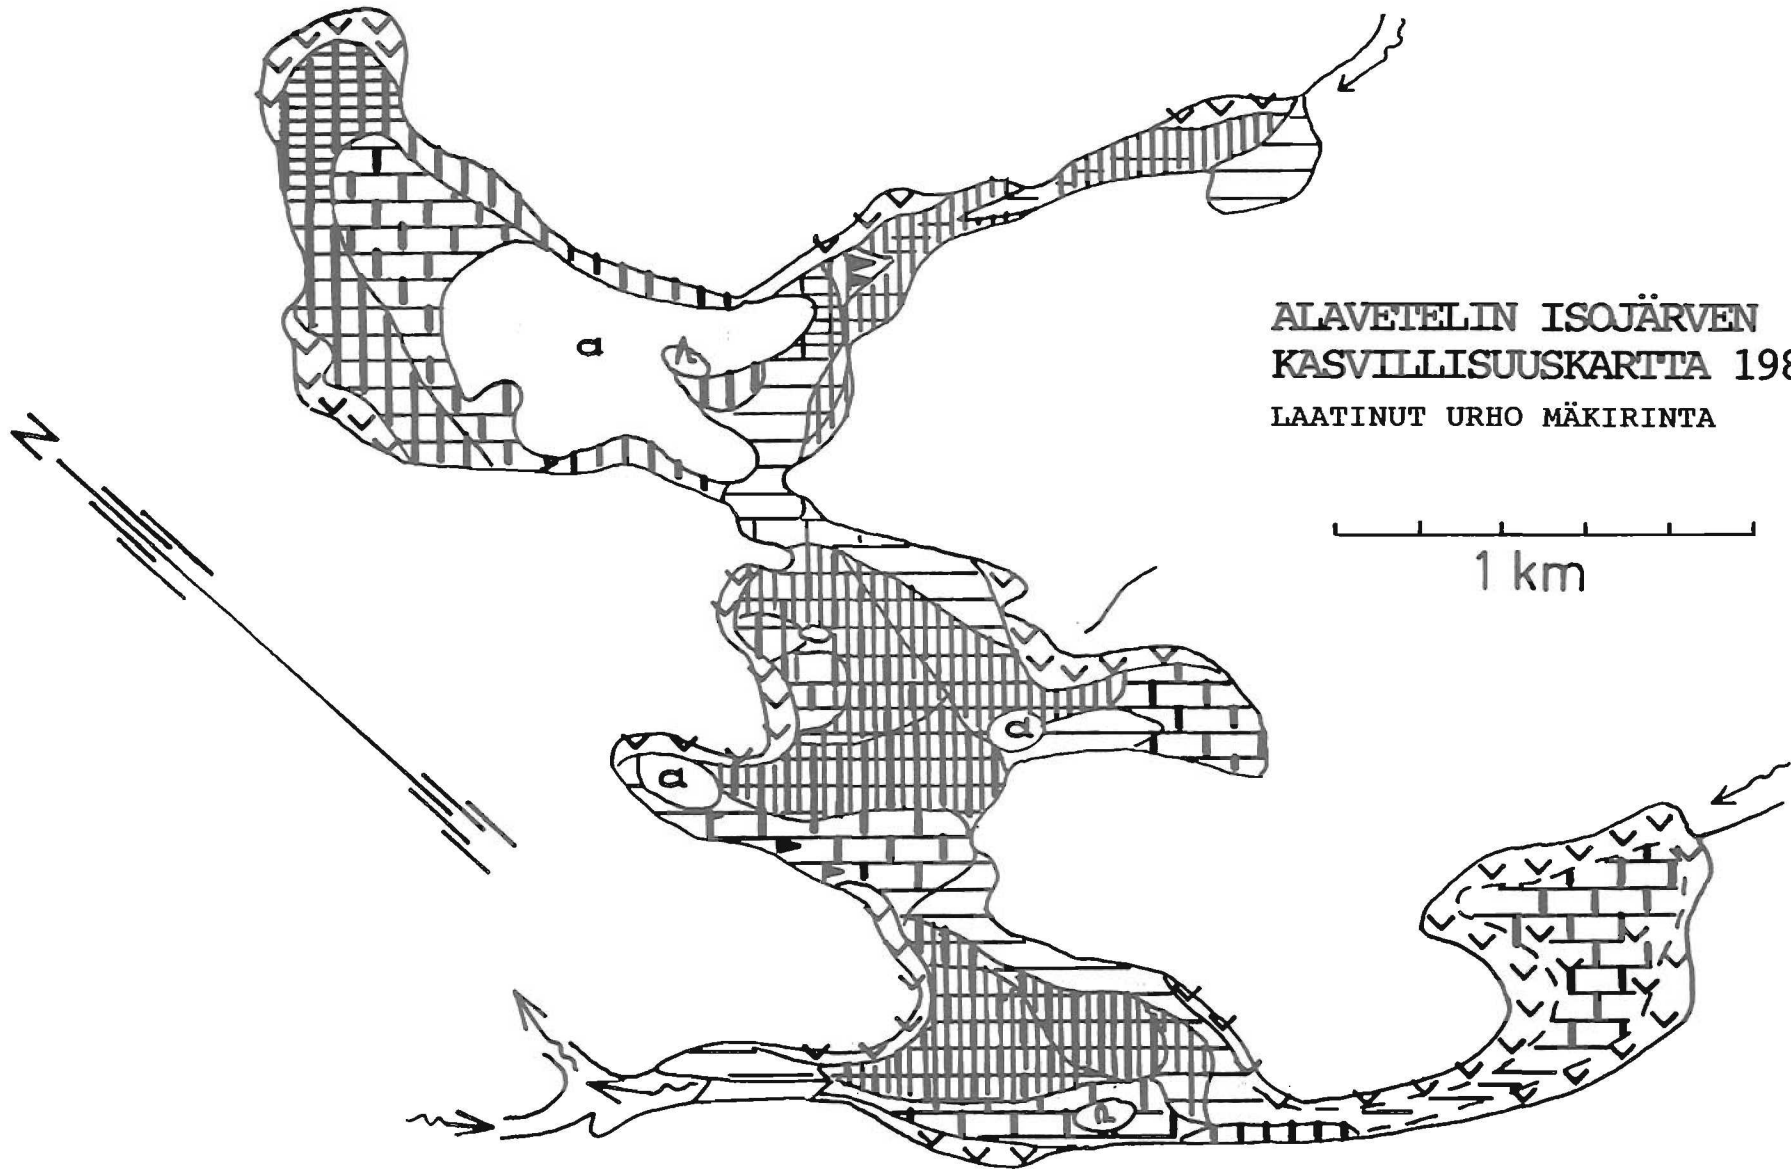 ALAVETELIN ISOJÄRVEN
KASVILLISUUSKARTTA 198
LAATINUT URHO MÄKIRINTA
N
1 km
a
a
a